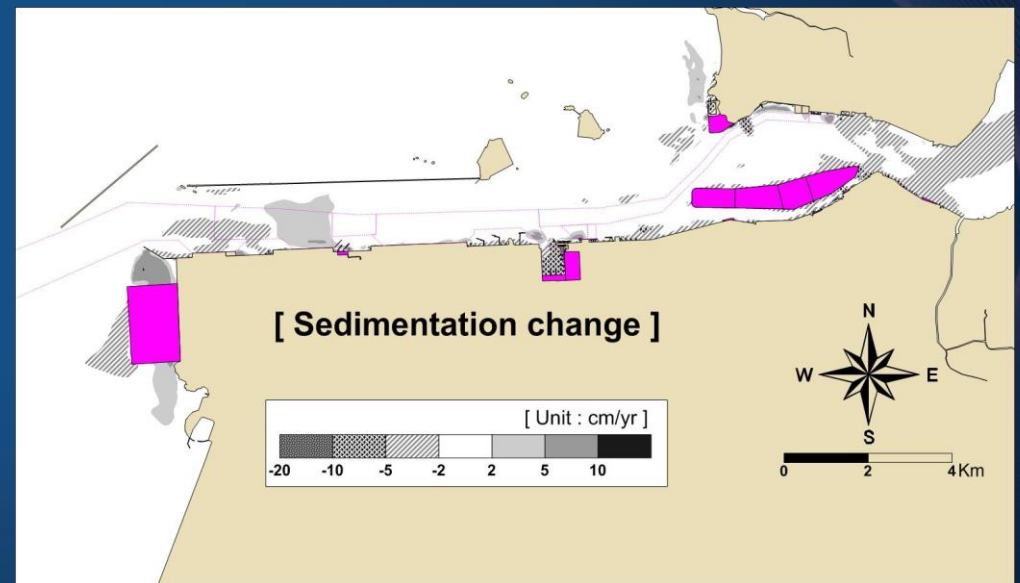 [ Sedimentation change ]
N
W E
S
[ Unit : cm/yr ]
-20 -10 -5 -2 2 5 10
0 2 4Km